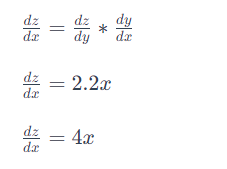 dz/dx = dz/dy * dy/dx
dz/dx = 2.2x
dz/dx = 4x